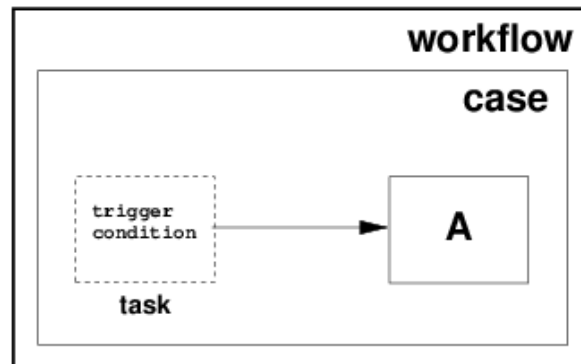 workflow
case
trigger
condition
A
task